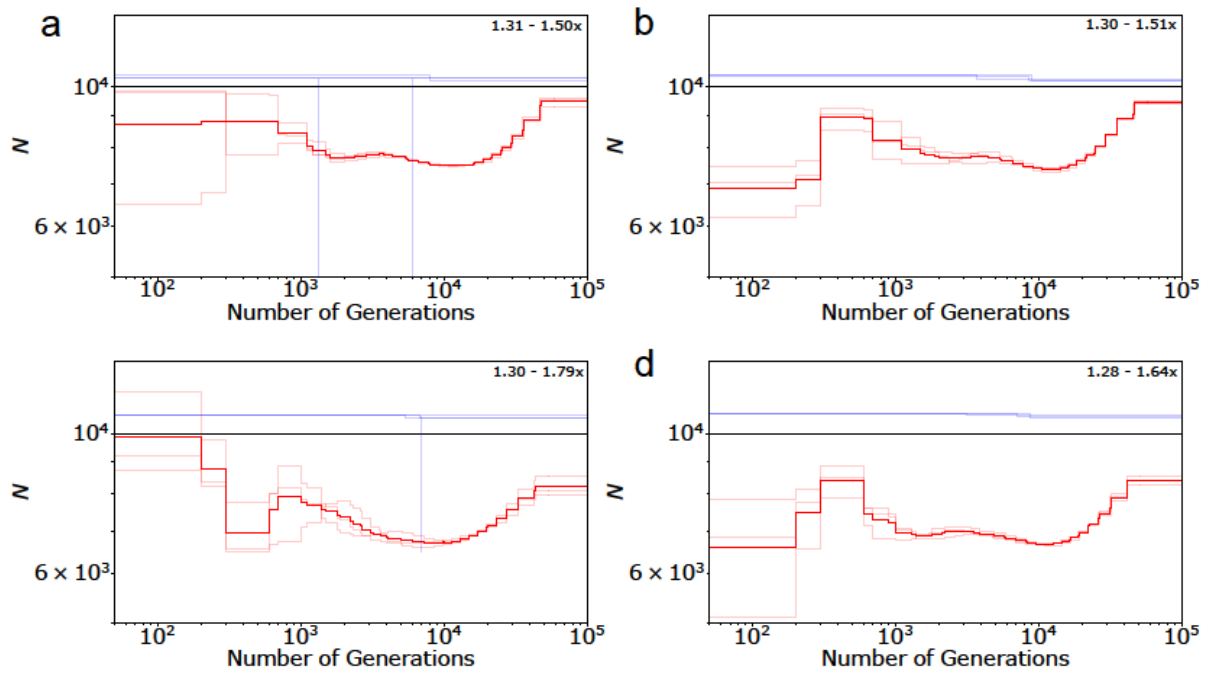 a
1.31 - 1.50x
10⁴
N
6 × 10³
10² 10³ 10⁴ 10⁵
Number of Generations
b
1.30 - 1.51x
10⁴
N
6 × 10³
10² 10³ 10⁴ 10⁵
Number of Generations
1.30 - 1.79x
10⁴
N
6 × 10³
10² 10³ 10⁴ 10⁵
Number of Generations
d
1.28 - 1.64x
10⁴
N
6 × 10³
10² 10³ 10⁴ 10⁵
Number of Generations